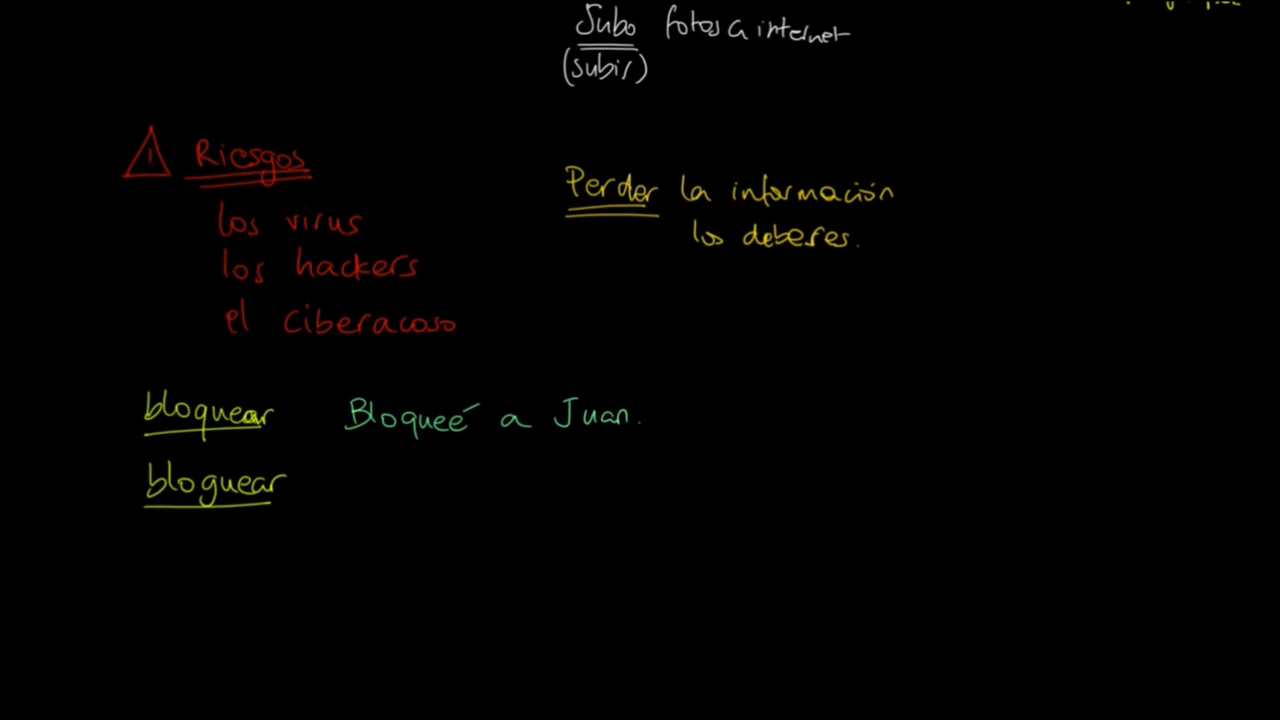 Subo fotos a internet
(subir)
Riesgos
los virus
los hackers
el ciberacoso
Perder la información
los deberes.
bloquear Bloqueé a Juan.
bloguear